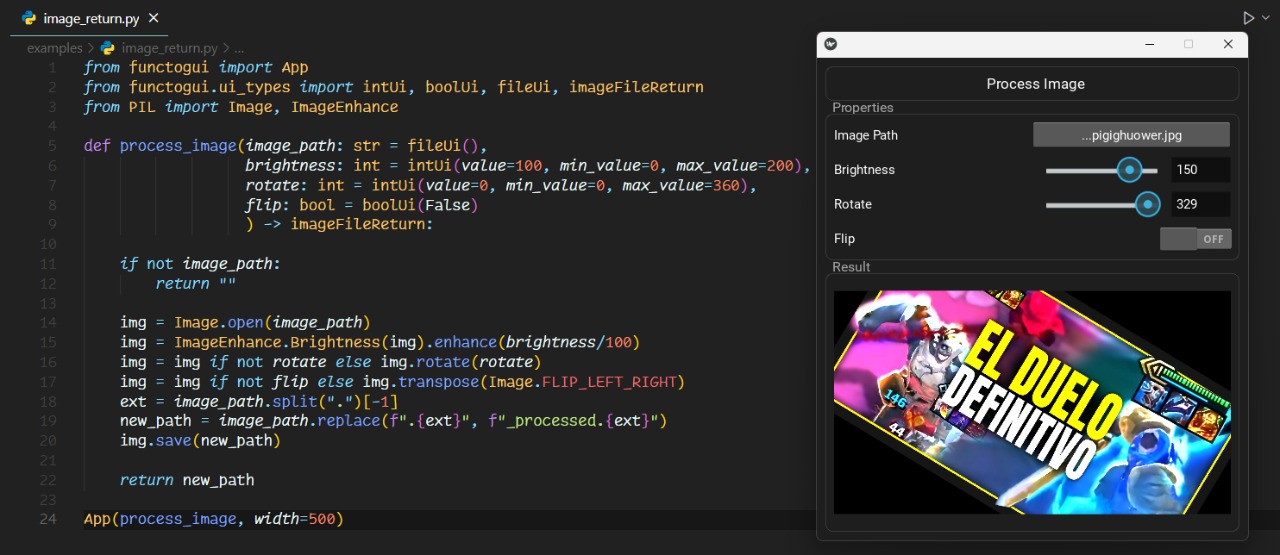 image_return.py
examples > image_return.py > ...
1 from functogui import App
2 from functogui.ui_types import intUi, boolUi, fileUi, imageFileReturn
3 from PIL import Image, ImageEnhance
4
5 def process_image(image_path: str = fileUi(),
6 brightness: int = intUi(value=100, min_value=0, max_value=200),
7 rotate: int = intUi(value=0, min_value=0, max_value=360),
8 flip: bool = boolUi(False)
9 ) -> imageFileReturn:
10
11 if not image_path:
12 return ""
13
14 img = Image.open(image_path)
15 img = ImageEnhance.Brightness(img).enhance(brightness/100)
16 img = img if not rotate else img.rotate(rotate)
17 img = img if not flip else img.transpose(Image.FLIP_LEFT_RIGHT)
18 ext = image_path.split(".")[-1]
19 new_path = image_path.replace(f".{ext}", f"_processed.{ext}")
20 img.save(new_path)
21
22 return new_path
23
24 App(process_image, width=500)
Process Image
Properties
Image Path ...pigighuower.jpg
Brightness 150
Rotate 329
Flip OFF
Result
EL DUELO
DEFINITIVO
146
44